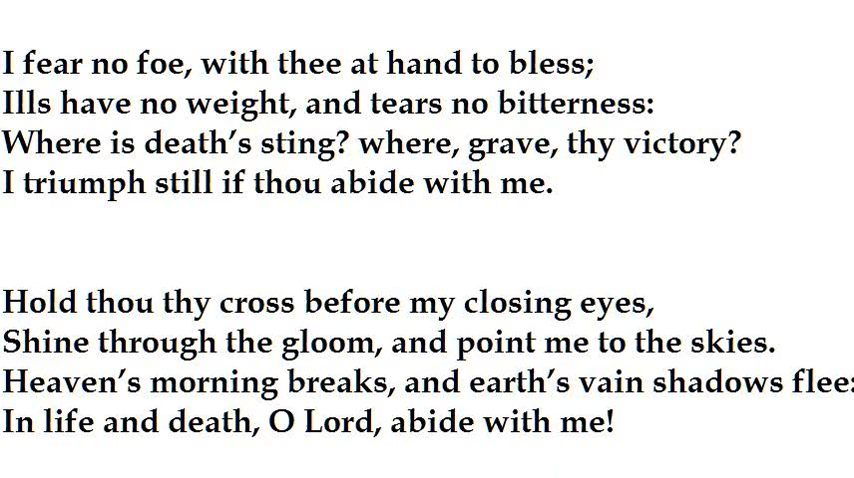 I fear no foe, with thee at hand to bless;
Ills have no weight, and tears no bitterness:
Where is death’s sting? where, grave, thy victory?
I triumph still if thou abide with me.
Hold thou thy cross before my closing eyes,
Shine through the gloom, and point me to the skies.
Heaven’s morning breaks, and earth’s vain shadows flee:
In life and death, O Lord, abide with me!